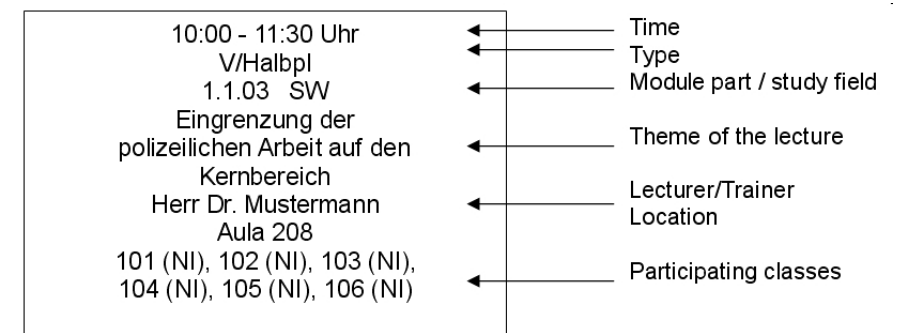 10:00 - 11:30 Uhr
V/Halbpl
1.1.03 SW
Eingrenzung der
polizeilichen Arbeit auf den
Kernbereich
Herr Dr. Mustermann
Aula 208
101 (NI), 102 (NI), 103 (NI),
104 (NI), 105 (NI), 106 (NI)
Time
Type
Module part / study field
Theme of the lecture
Lecturer/Trainer
Location
Participating classes